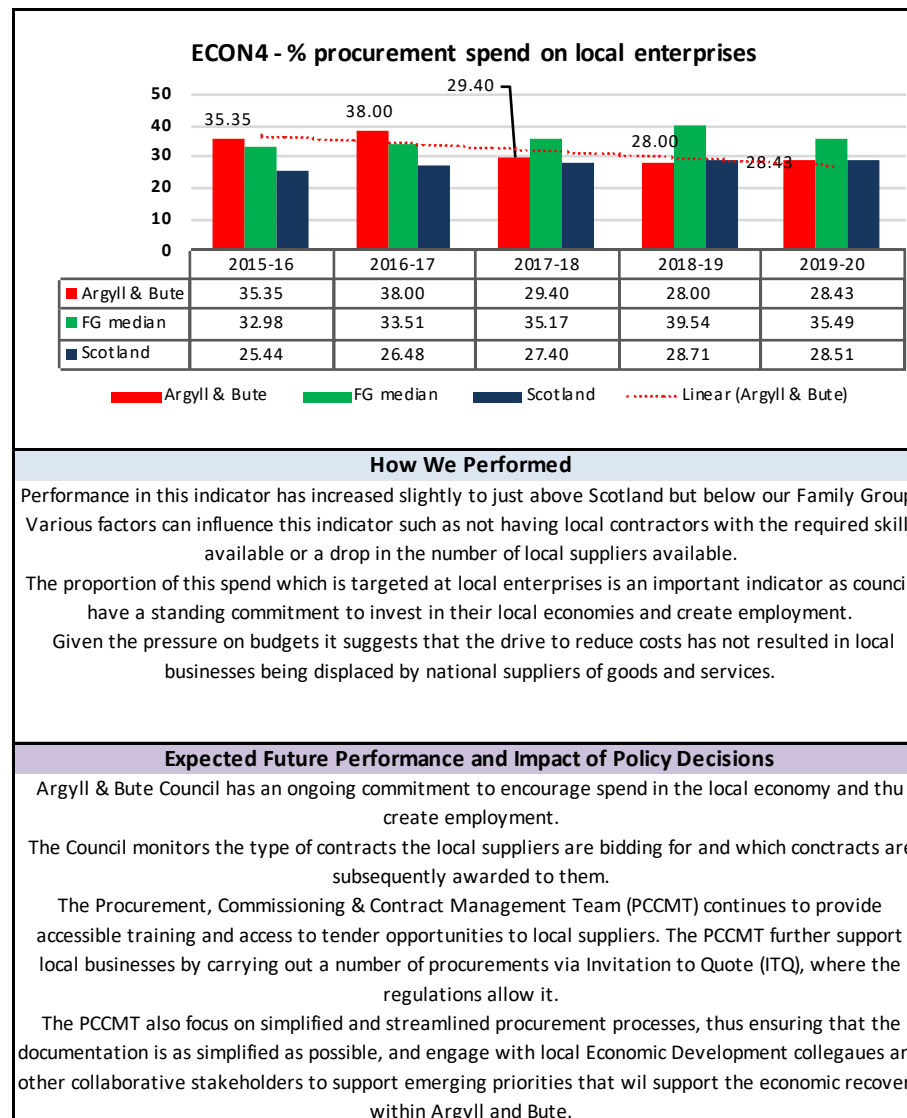 ECON4 - % procurement spend on local enterprises
29.40
50
40
30
20
10
0
35.35
38.00
28.00
28.43
2015-16 2016-17 2017-18 2018-19 2019-20
Argyll & Bute 35.35 38.00 29.40 28.00 28.43
FG median 32.98 33.51 35.17 39.54 35.49
Scotland 25.44 26.48 27.40 28.71 28.51
Argyll & Bute FG median Scotland Linear (Argyll & Bute)
How We Performed
Performance in this indicator has increased slightly to just above Scotland but below our Family Group
Various factors can influence this indicator such as not having local contractors with the required skill
available or a drop in the number of local suppliers available.
The proportion of this spend which is targeted at local enterprises is an important indicator as counci
have a standing commitment to invest in their local economies and create employment.
Given the pressure on budgets it suggests that the drive to reduce costs has not resulted in local
businesses being displaced by national suppliers of goods and services.
Expected Future Performance and Impact of Policy Decisions
Argyll & Bute Council has an ongoing commitment to encourage spend in the local economy and thu
create employment.
The Council monitors the type of contracts the local suppliers are bidding for and which conctracts are
subsequently awarded to them.
The Procurement, Commissioning & Contract Management Team (PCCMT) continues to provide
accessible training and access to tender opportunities to local suppliers. The PCCMT further support
local businesses by carrying out a number of procurements via Invitation to Quote (ITQ), where the
regulations allow it.
The PCCMT also focus on simplified and streamlined procurement processes, thus ensuring that the
documentation is as simplified as possible, and engage with local Economic Development collegaues an
other collaborative stakeholders to support emerging priorities that wil support the economic recover
within Argyll and Bute.